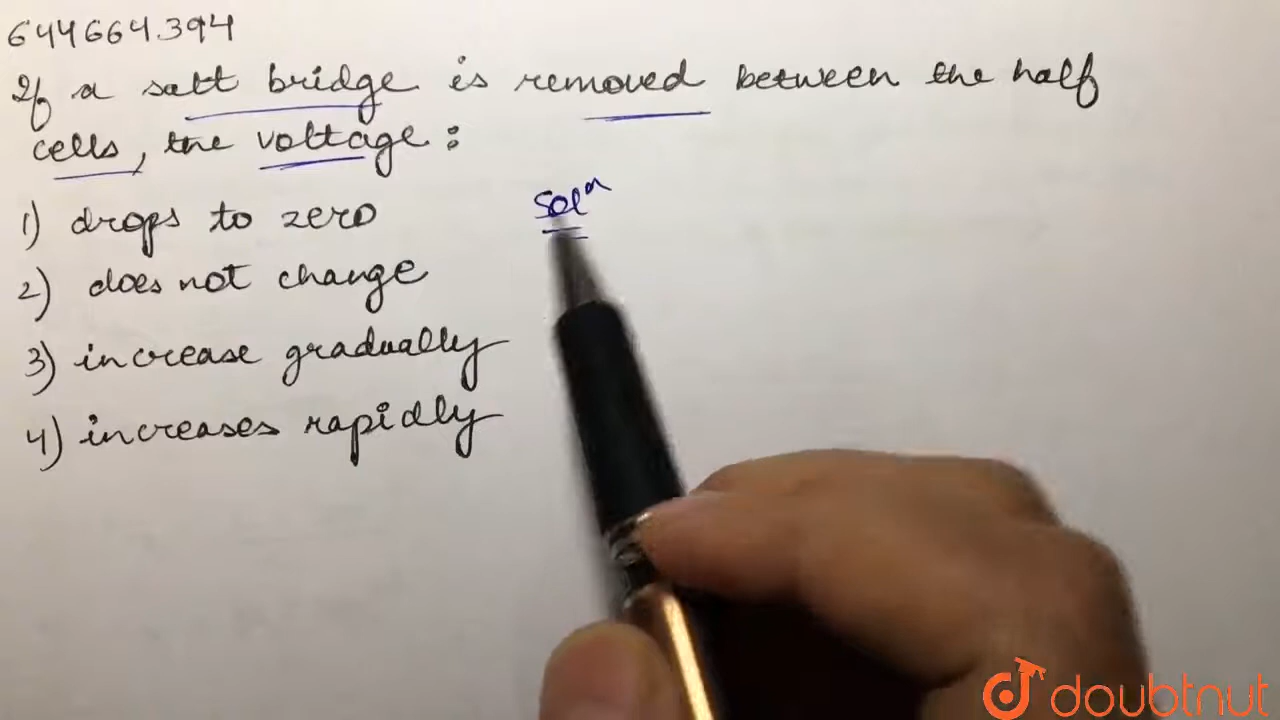 644664394
If a salt bridge is removed between the half
cells, the voltage :
1) drops to zero
2) does not change
3) increase gradually
4) increases rapidly
Solⁿ
doubtnut